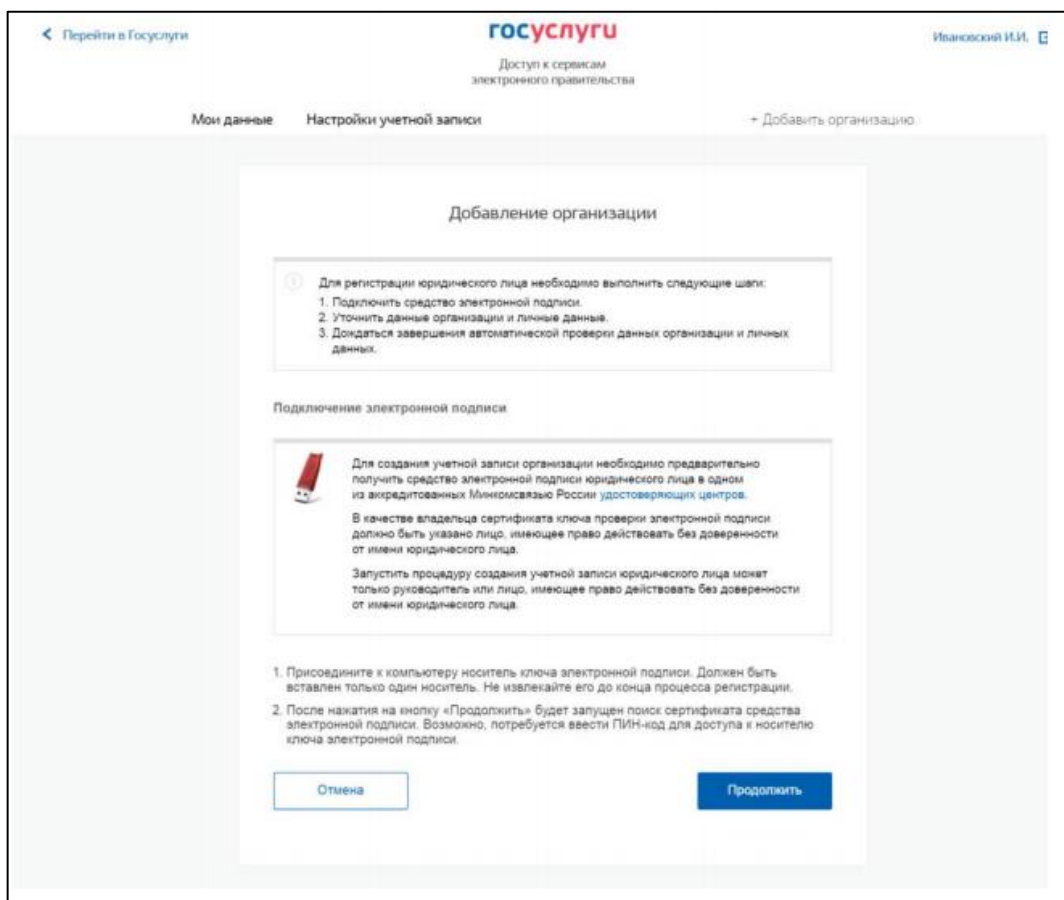 Перейти в Госуслуги
госуслуги
Ивановский И.И.
Доступ к сервисам
электронного правительства
Мои данные Настройки учетной записи + Добавить организацию
Добавление организации
Для регистрации юридического лица необходимо выполнить следующие шаги:
1. Подключить средство электронной подписи.
2. Уточнить данные организации и личные данные.
3. Дождаться завершения автоматической проверки данных организации и личных
данных.
Подключение электронной подписи
Для создания учетной записи организации необходимо предварительно
получить средство электронной подписи юридического лица в одном
из аккредитованных Минкомсвязью России удостоверяющих центров.
В качестве владельца сертификата ключа проверки электронной подписи
должно быть указано лицо, имеющее право действовать без доверенности
от имени юридического лица.
Запустить процедуру создания учетной записи юридического лица может
только руководитель или лицо, имеющее право действовать без доверенности
от имени юридического лица.
1. Присоедините к компьютеру носитель ключа электронной подписи. Должен быть
вставлен только один носитель. Не извлекайте его до конца процесса регистрации.
2. После нажатия на кнопку «Продолжить» будет запущен поиск сертификата средства
электронной подписи. Возможно, потребуется ввести ПИН-код для доступа к носителю
ключа электронной подписи.
Отмена Продолжить